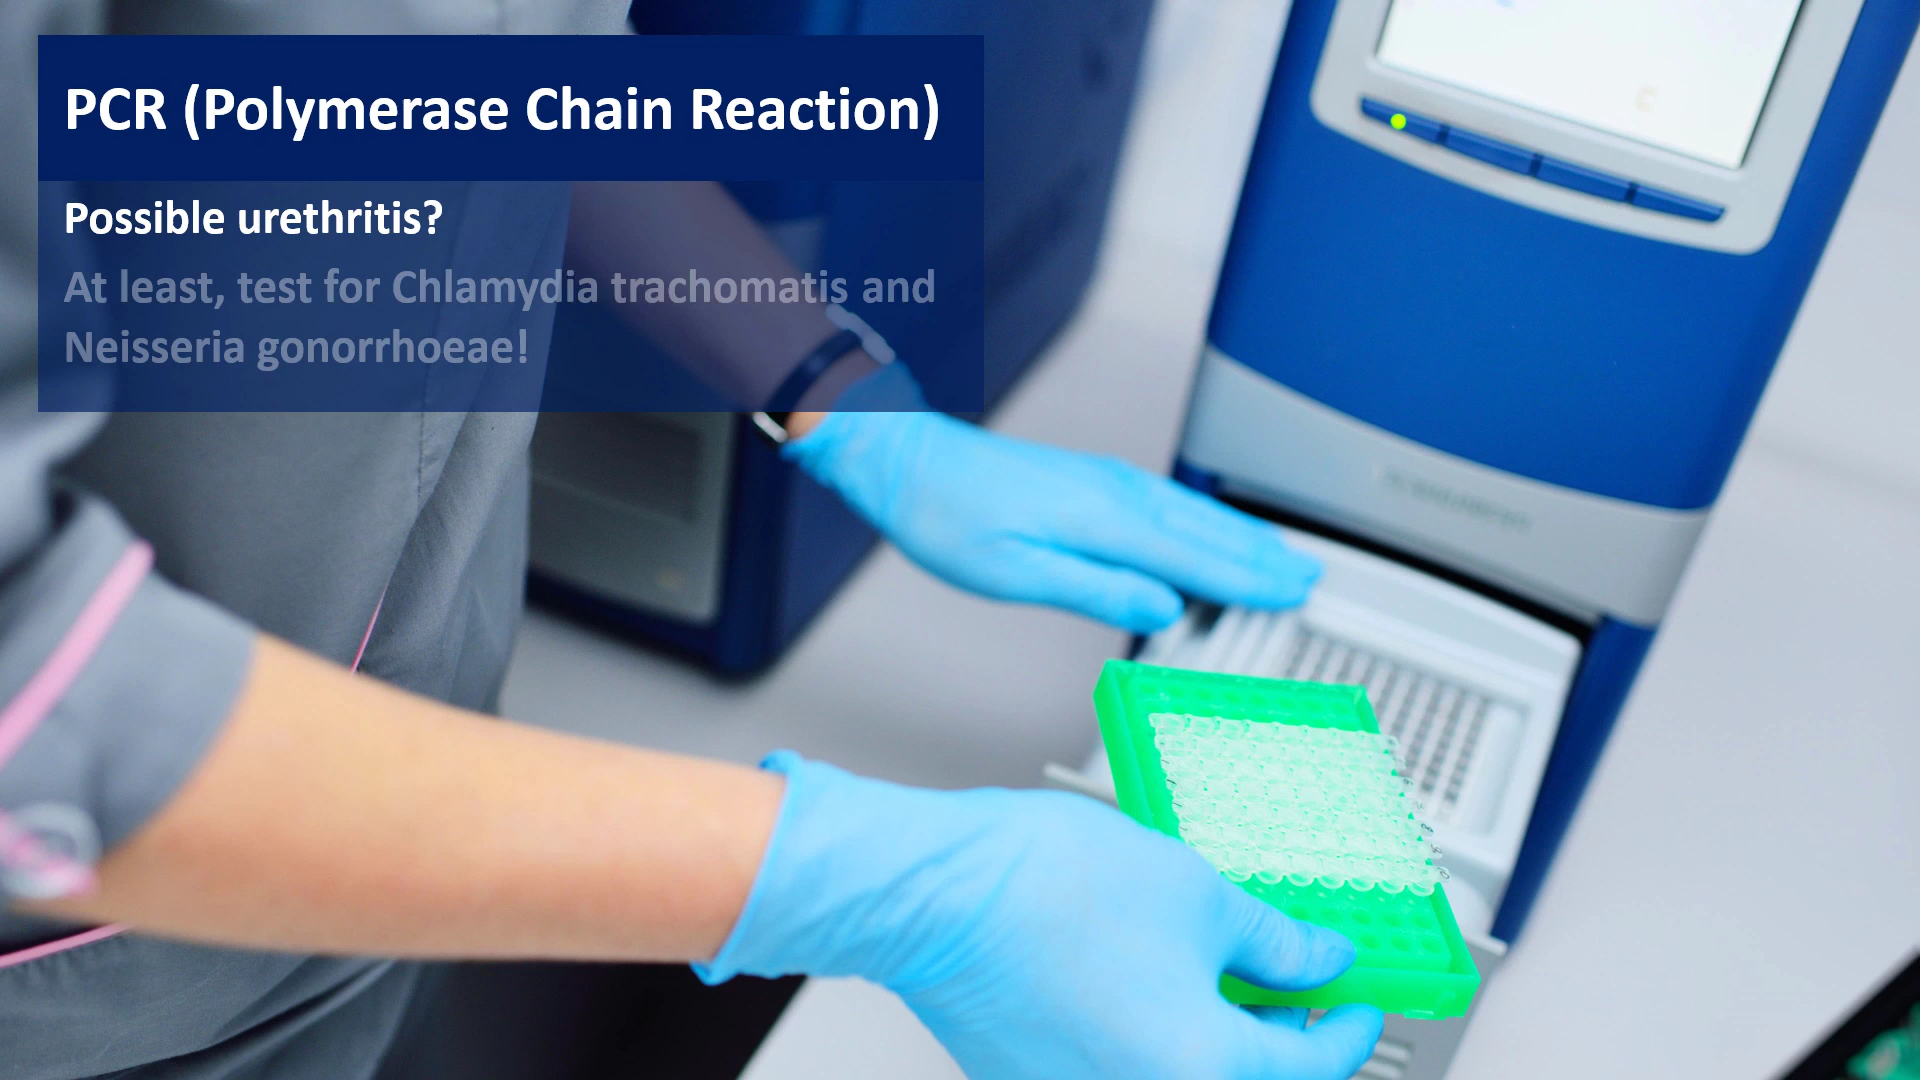 PCR (Polymerase Chain Reaction)
Possible urethritis?
At least, test for Chlamydia trachomatis and
Neisseria gonorrhoeae!